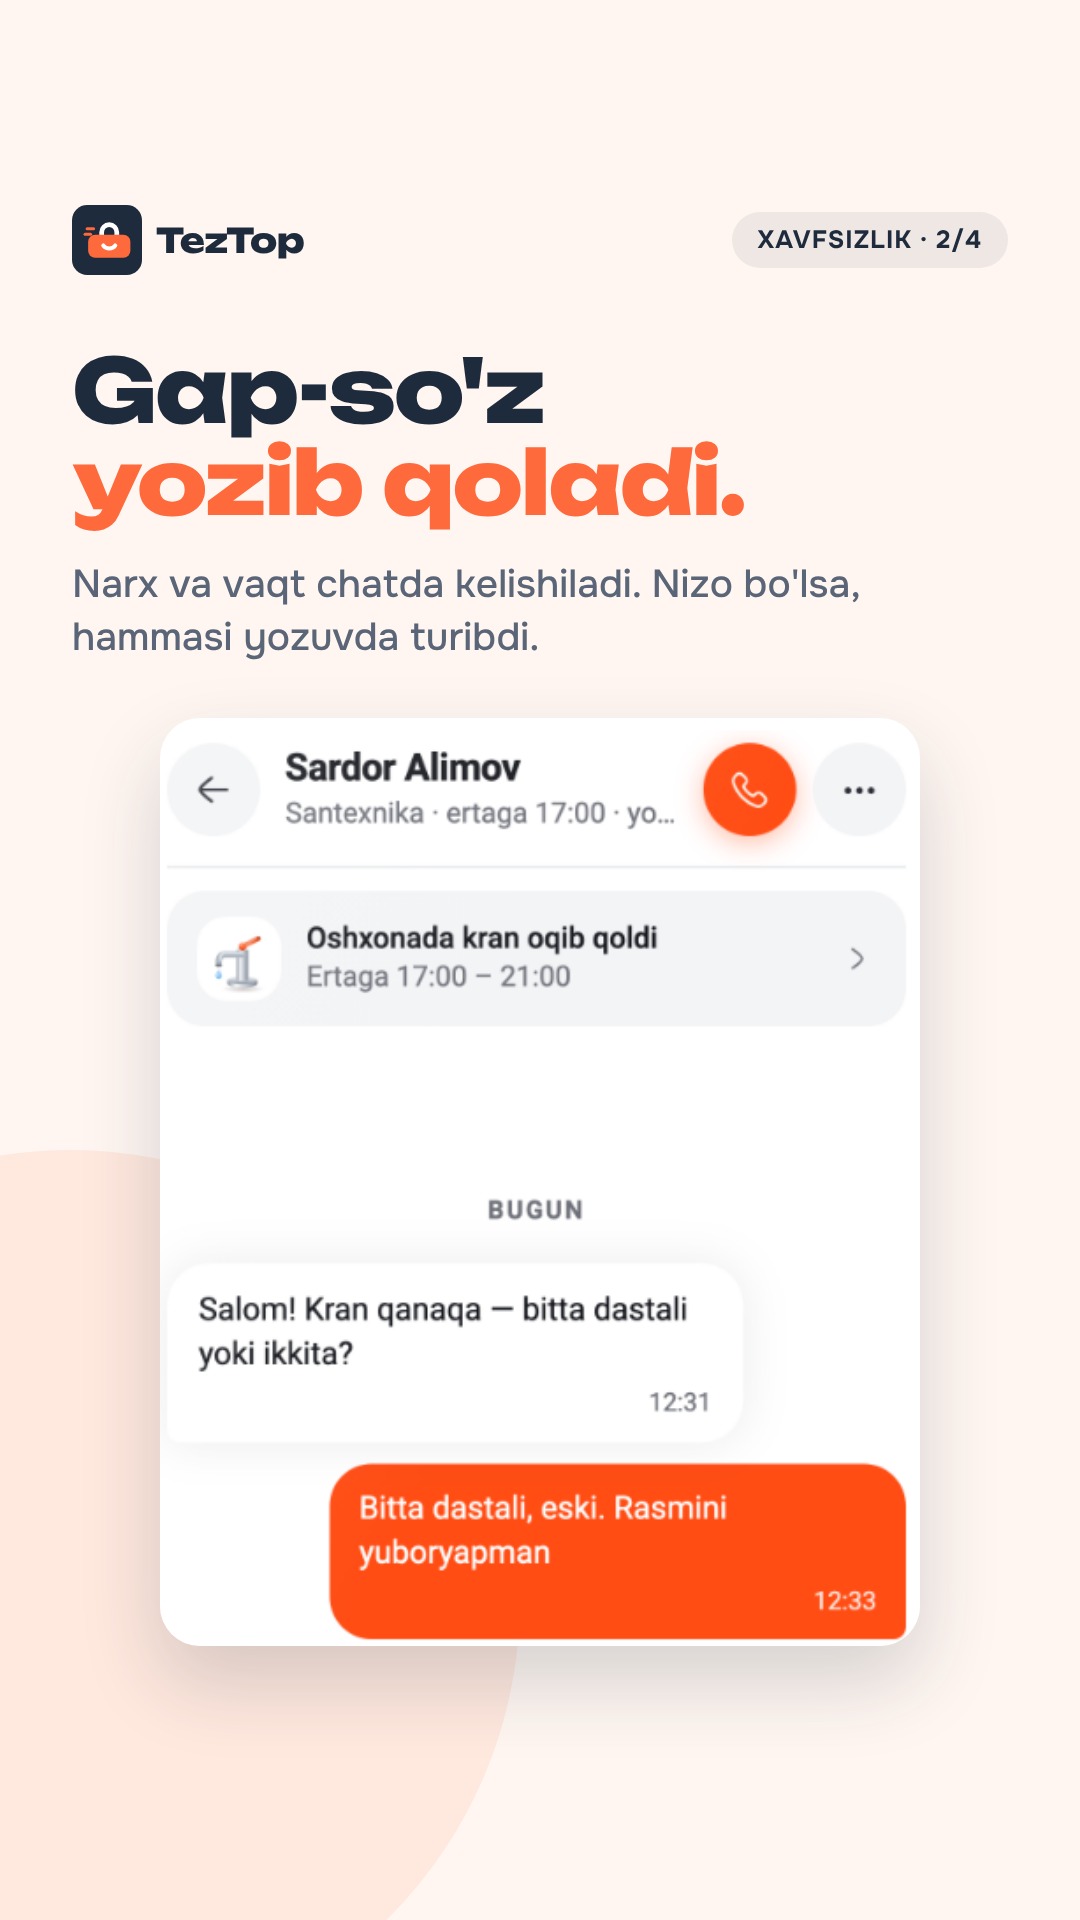 TezTop
XAVFSIZLIK · 2/4
Gap-so'z
yozib qoladi.
Narx va vaqt chatda kelishiladi. Nizo bo'lsa,
hammasi yozuvda turibdi.
Sardor Alimov
Santexnika · ertaga 17:00 · yo...
Oshxonada kran oqib qoldi
Ertaga 17:00 – 21:00
BUGUN
Salom! Kran qanaqa — bitta dastali
yoki ikkita?
12:31
Bitta dastali, eski. Rasmini
yuboryapman
12:33